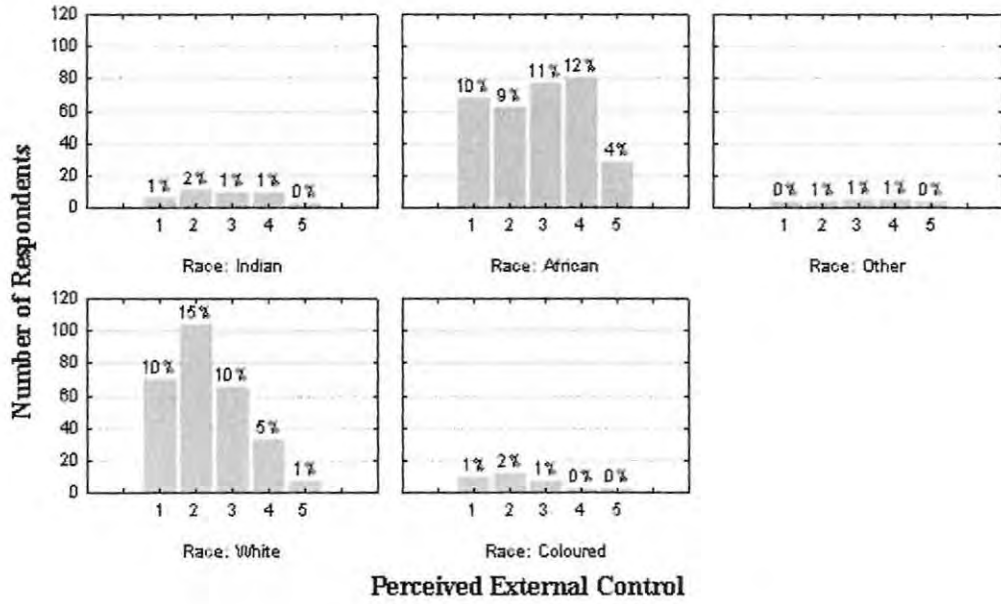 Number of Respondents
120
100
80
60
40
20
0
1% 2% 1% 1% 0%
1 2 3 4 5
Race: Indian
10% 9% 11% 12% 4%
1 2 3 4 5
Race: African
0% 1% 1% 1% 0%
1 2 3 4 5
Race: Other
120
100
80
60
40
20
0
10% 15% 10% 5% 1%
1 2 3 4 5
Race: White
1% 2% 1% 0% 0%
1 2 3 4 5
Race: Coloured
Perceived External Control